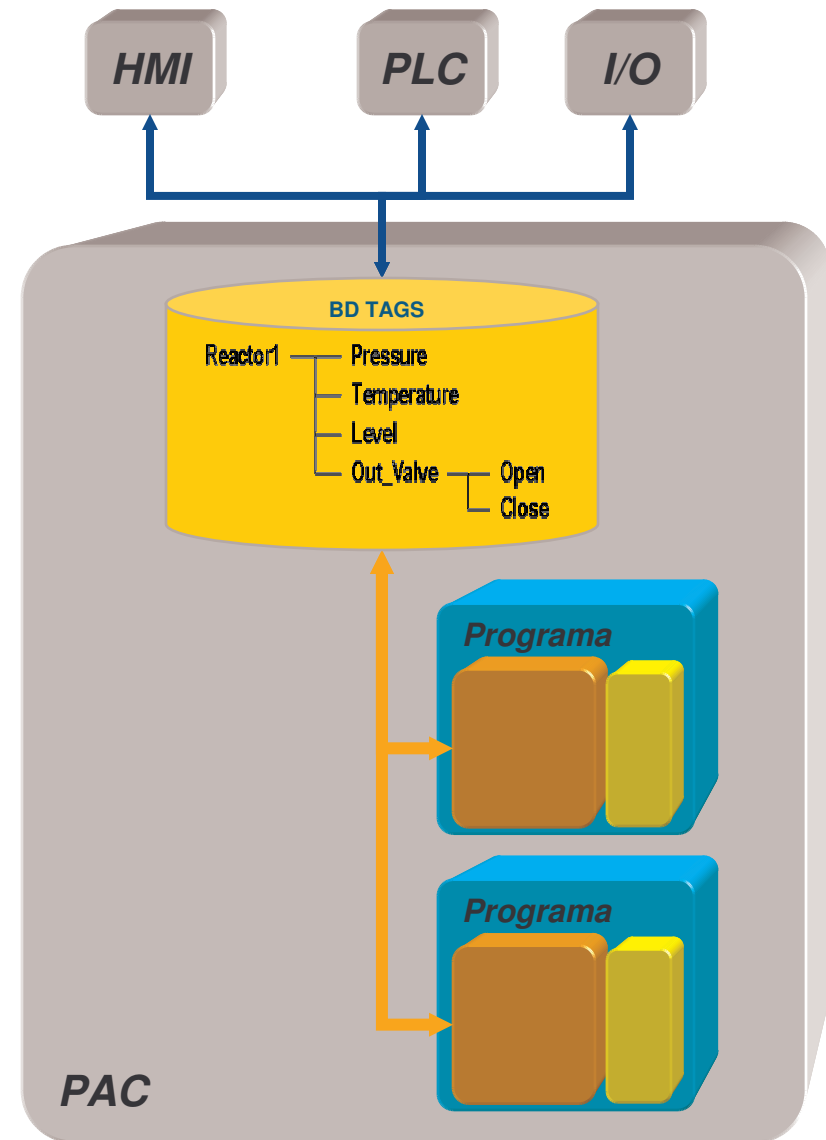 HMI PLC I/O
BD TAGS
Reactor1 Pressure
Temperature
Level
Out_Valve Open
Close
Programa
Programa
PAC